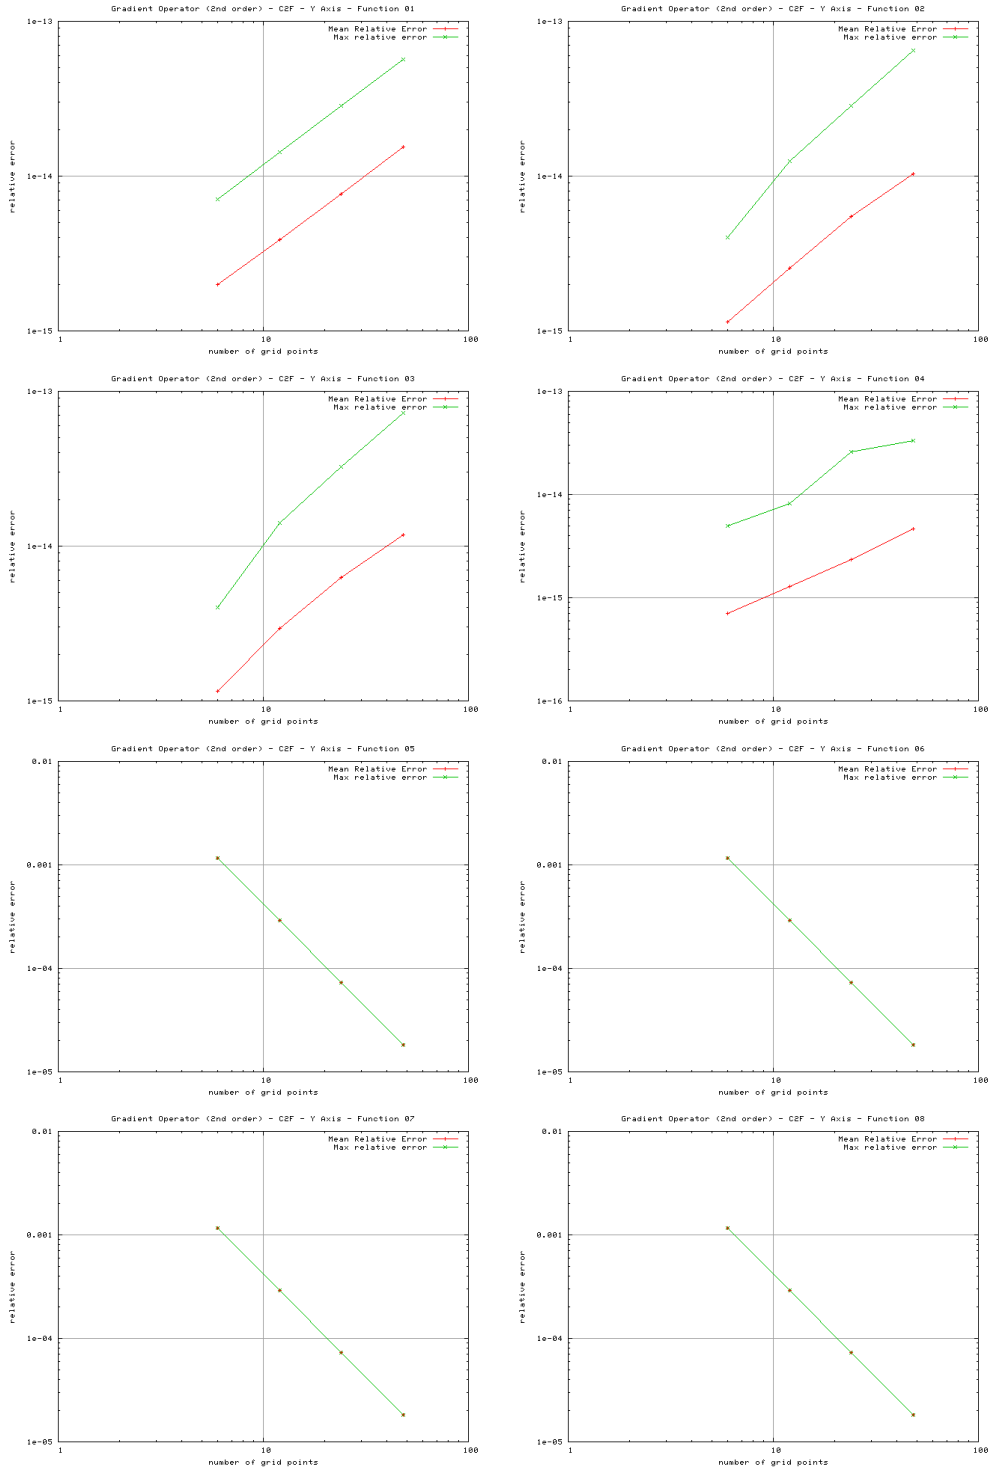 Gradient Operator (2nd order) - C2F - Y Axis - Function 01
1e-13
Mean Relative Error
Max relative error
relative error
1e-14
1e-15
1 10 100
number of grid points
Gradient Operator (2nd order) - C2F - Y Axis - Function 02
1e-13
Mean Relative Error
Max relative error
relative error
1e-14
1e-15
1 10 100
number of grid points
Gradient Operator (2nd order) - C2F - Y Axis - Function 03
1e-13
Mean Relative Error
Max relative error
relative error
1e-14
1e-15
1 10 100
number of grid points
Gradient Operator (2nd order) - C2F - Y Axis - Function 04
1e-13
Mean Relative Error
Max relative error
1e-14
relative error
1e-15
1e-16
1 10 100
number of grid points
Gradient Operator (2nd order) - C2F - Y Axis - Function 05
0.01
Mean Relative Error
Max relative error
0.001
relative error
1e-04
1e-05
1 10 100
number of grid points
Gradient Operator (2nd order) - C2F - Y Axis - Function 06
0.01
Mean Relative Error
Max relative error
0.001
relative error
1e-04
1e-05
1 10 100
number of grid points
Gradient Operator (2nd order) - C2F - Y Axis - Function 07
0.01
Mean Relative Error
Max relative error
0.001
relative error
1e-04
1e-05
1 10 100
number of grid points
Gradient Operator (2nd order) - C2F - Y Axis - Function 08
0.01
Mean Relative Error
Max relative error
0.001
relative error
1e-04
1e-05
1 10 100
number of grid points